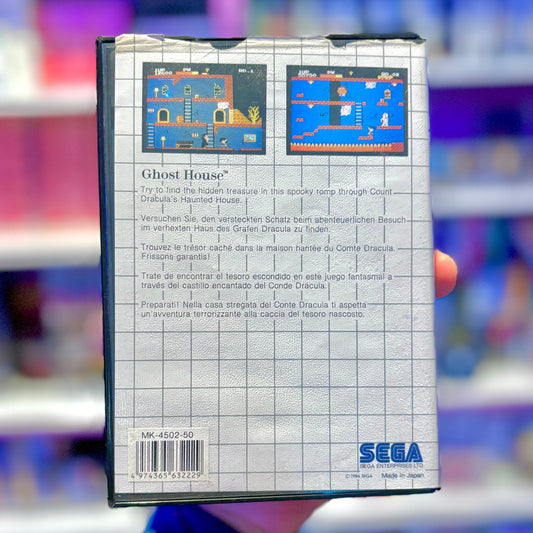 Ghost House™
Try to find the hidden treasure in this spooky romp through Count
Dracula's Haunted House.
Versuchen Sie, den versteckten Schatz beim abenteuerlichen Besuch
im verhexten Haus des Grafen Dracula zu finden.
Trouvez le trésor caché dans la maison hantée du Comte Dracula.
Frissons garantis!
Trate de encontrar el tesoro escondido en este juego fantasmal a
través del castillo encantado del Conde Dracula.
Preparati! Nella casa stregata del Conte Dracula ti aspetta
un'avventura terrorizzante alla caccia del tesoro nascosto.
MK-4502-50
4 974365 632229
SEGA
SEGA ENTERPRISES LTD.
© 1986 SEGA Made in Japan